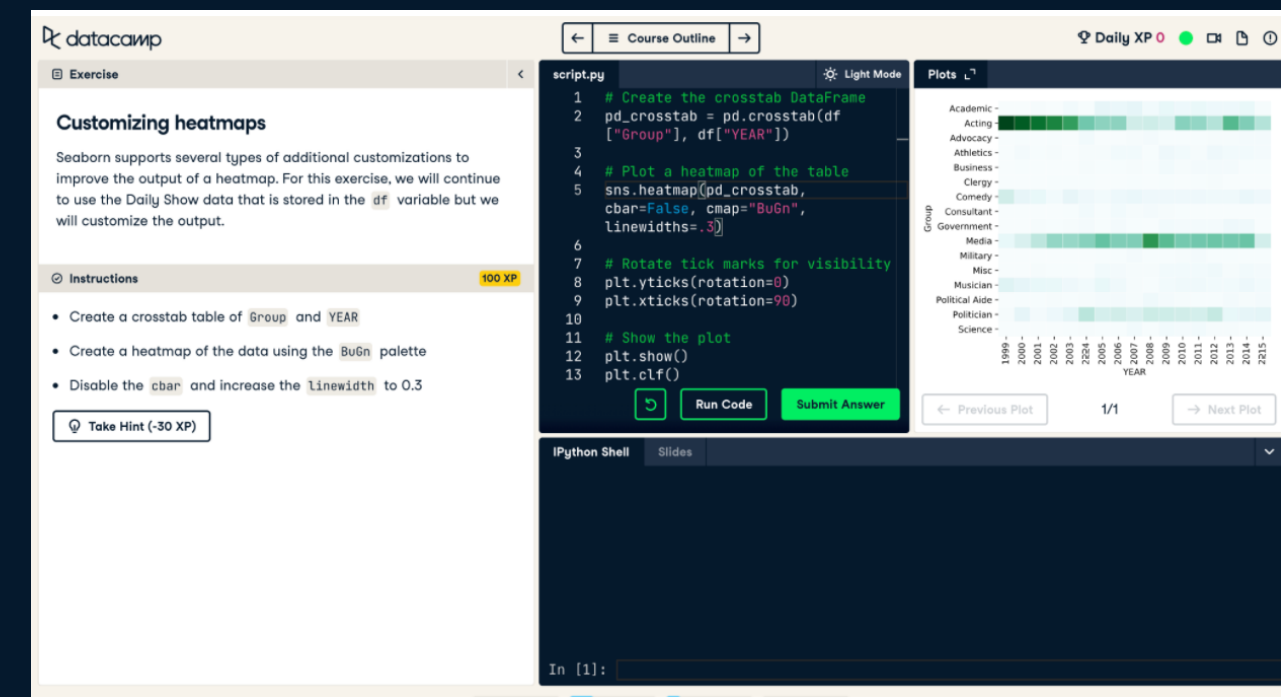 datacamp
Course Outline
Daily XP 0
Exercise
Customizing heatmaps
Seaborn supports several types of additional customizations to
improve the output of a heatmap. For this exercise, we will continue
to use the Daily Show data that is stored in the df variable but we
will customize the output.
Instructions
100 XP
• Create a crosstab table of Group and YEAR
• Create a heatmap of the data using the BuGn palette
• Disable the cbar and increase the linewidth to 0.3
Take Hint (-30 XP)
script.py
Light Mode
1 # Create the crosstab DataFrame
2 pd_crosstab = pd.crosstab(df
["Group"], df["YEAR"])
3
4 # Plot a heatmap of the table
5 sns.heatmap(pd_crosstab,
cbar=False, cmap="BuGn",
linewidths=.3)
6
7 # Rotate tick marks for visibility
8 plt.yticks(rotation=0)
9 plt.xticks(rotation=90)
10
11 # Show the plot
12 plt.show()
13 plt.clf()
Run Code
Submit Answer
Plots
Group
Academic
Acting
Advocacy
Athletics
Business
Clergy
Comedy
Consultant
Government
Media
Military
Misc
Musician
Political Aide
Politician
Science
1999
2000
2001
2002
2003
2224
2005
2006
2007
2008
2009
2010
2011
2012
2013
2014
2215
YEAR
← Previous Plot
1/1
→ Next Plot
IPython Shell
Slides
In [1]: